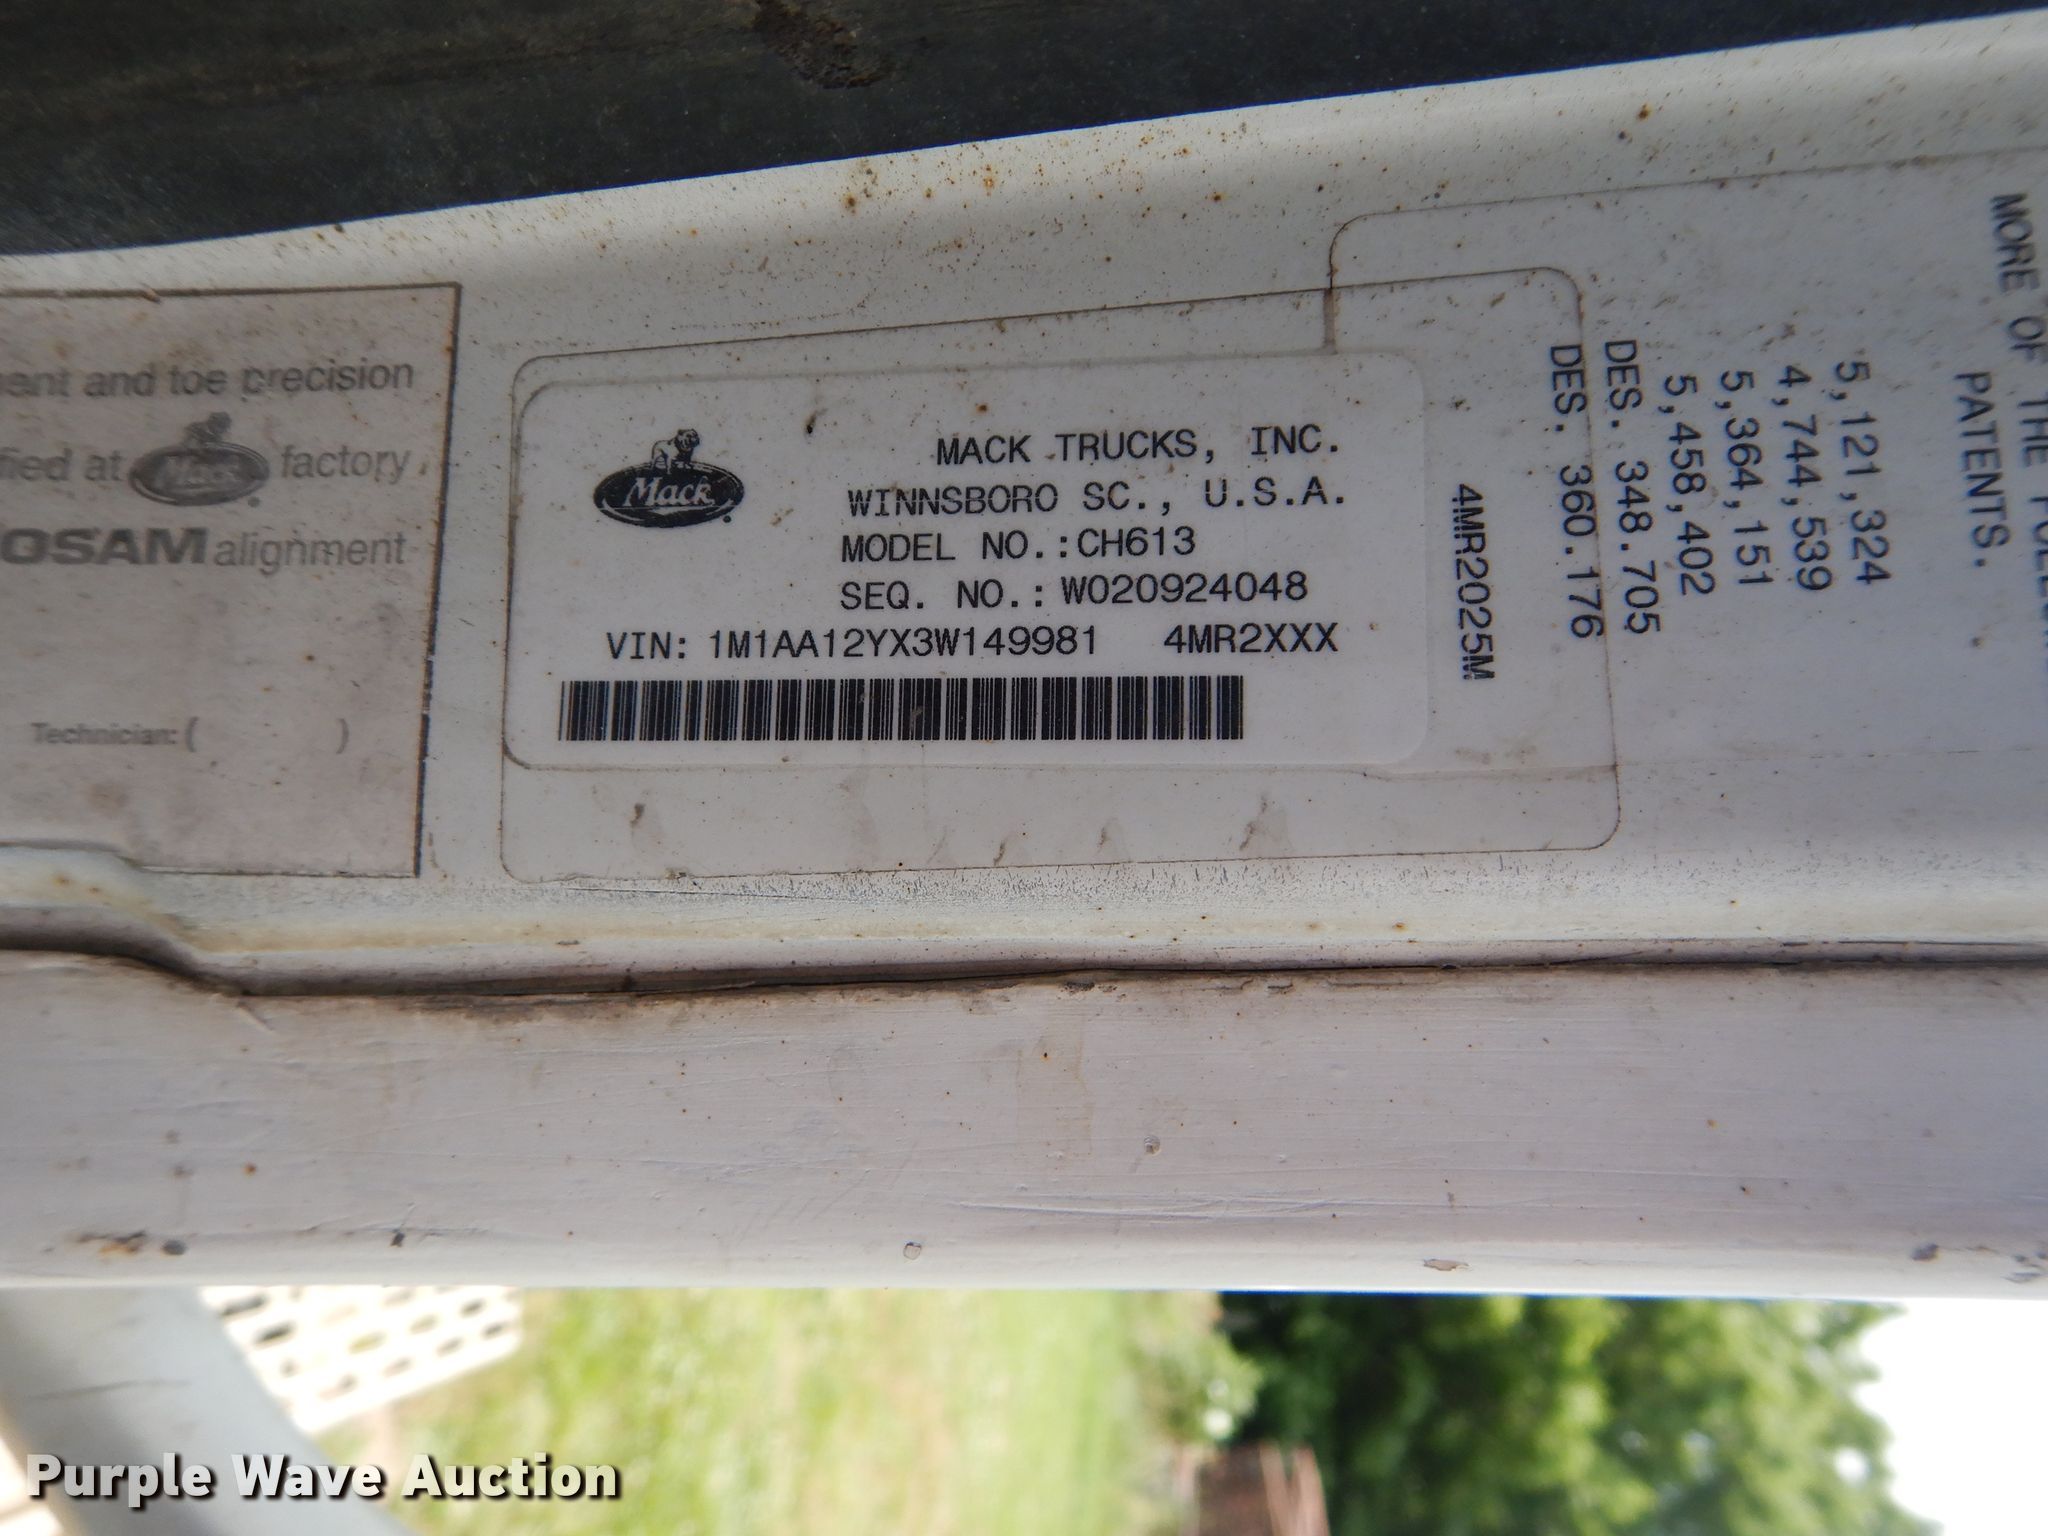 and toe precision
at Mack factory
OSAM alignment
Technician: ( )
Mack
MACK TRUCKS, INC.
WINNSBORO SC., U.S.A.
MODEL NO.:CH613
SEQ. NO.: W020924048
VIN: 1M1AA12YX3W149981 4MR2XXX
MORE OF THE
PATENTS.
5,121,324
4,744,539
5,364,151
5,458,402
DES. 348.705
DES. 360.176
4MR2025M
Purple Wave Auction